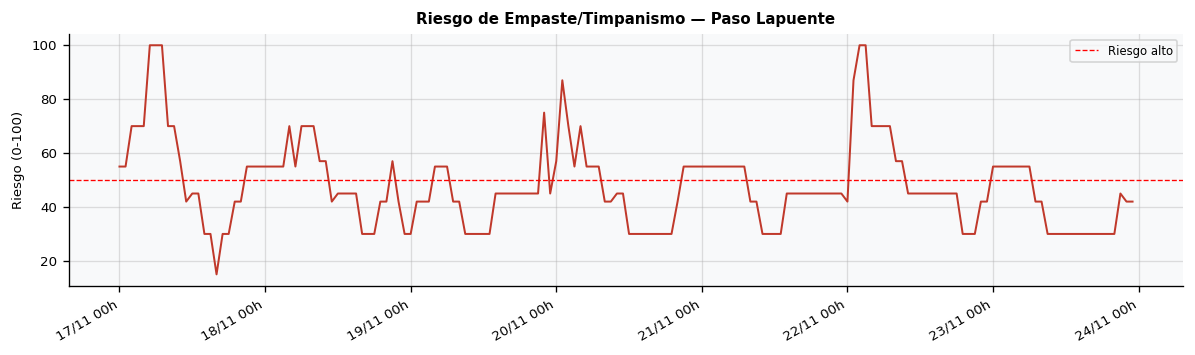 Riesgo de Empaste/Timpanismo — Paso Lapuente
Riesgo alto
Riesgo (0-100)
100
80
60
40
20
17/11 00h
18/11 00h
19/11 00h
20/11 00h
21/11 00h
22/11 00h
23/11 00h
24/11 00h